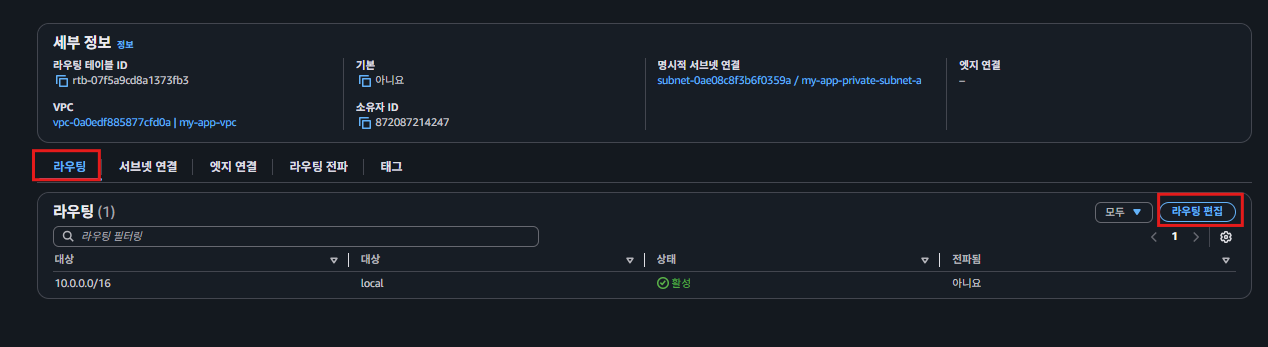 세부 정보 정보
라우팅 테이블 ID
rtb-07f5a9cd8a1373fb3
기본
아니요
명시적 서브넷 연결
subnet-0ae08c8f3b6f0359a / my-app-private-subnet-a
엣지 연결
–
VPC
vpc-0a0edf885877cfd0a | my-app-vpc
소유자 ID
872087214247
라우팅 서브넷 연결 엣지 연결 라우팅 전파 태그
라우팅 (1)
모두 라우팅 편집
라우팅 필터링
1
대상 대상 상태 전파됨
10.0.0.0/16 local 활성 아니요